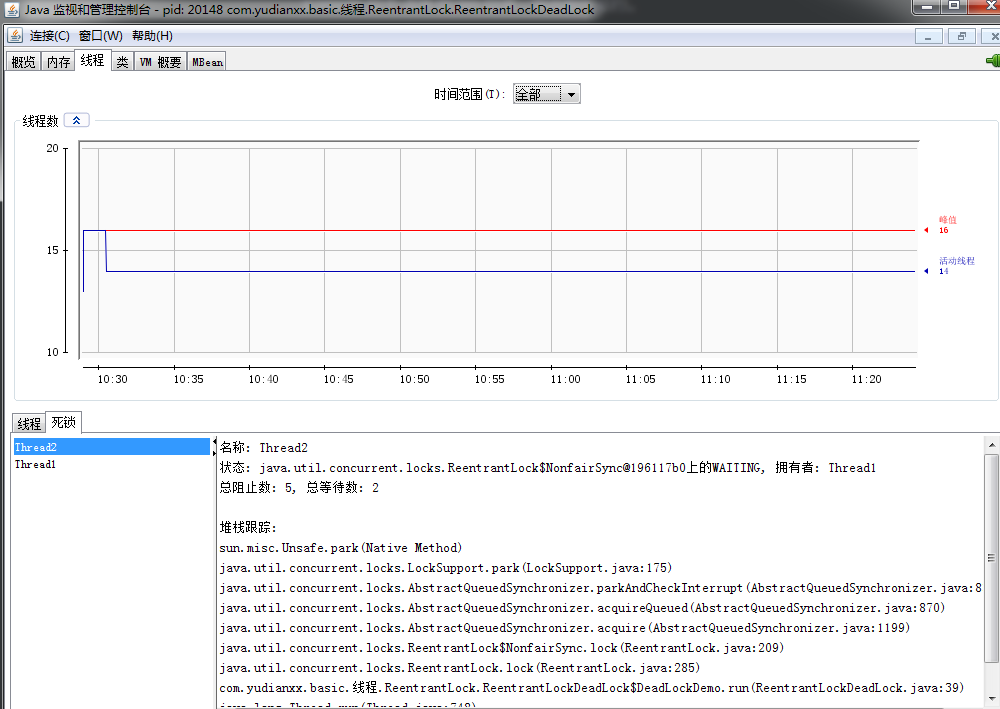 Java 监视和管理控制台 - pid: 20148 com.yudianxx.basic.线程.ReentrantLock.ReentrantLockDeadLock
连接(C) 窗口(W) 帮助(H)
概览 内存 线程 类 VM 概要 MBean
时间范围(T): 全部
线程数
20
15
10
峰值
16
活动线程
14
10:30 10:35 10:40 10:45 10:50 10:55 11:00 11:05 11:10 11:15 11:20
线程 死锁
Thread2
Thread1
名称: Thread2
状态: java.util.concurrent.locks.ReentrantLock$NonfairSync@196117b0上的WAITING, 拥有者: Thread1
总阻止数: 5, 总等待数: 2
堆栈跟踪:
sun.misc.Unsafe.park(Native Method)
java.util.concurrent.locks.LockSupport.park(LockSupport.java:175)
java.util.concurrent.locks.AbstractQueuedSynchronizer.parkAndCheckInterrupt(AbstractQueuedSynchronizer.java:8
java.util.concurrent.locks.AbstractQueuedSynchronizer.acquireQueued(AbstractQueuedSynchronizer.java:870)
java.util.concurrent.locks.AbstractQueuedSynchronizer.acquire(AbstractQueuedSynchronizer.java:1199)
java.util.concurrent.locks.ReentrantLock$NonfairSync.lock(ReentrantLock.java:209)
java.util.concurrent.locks.ReentrantLock.lock(ReentrantLock.java:285)
com.yudianxx.basic.线程.ReentrantLock.ReentrantLockDeadLock$DeadLockDemo.run(ReentrantLockDeadLock.java:39)
java.lang.Thread.run(Thread.java:748)